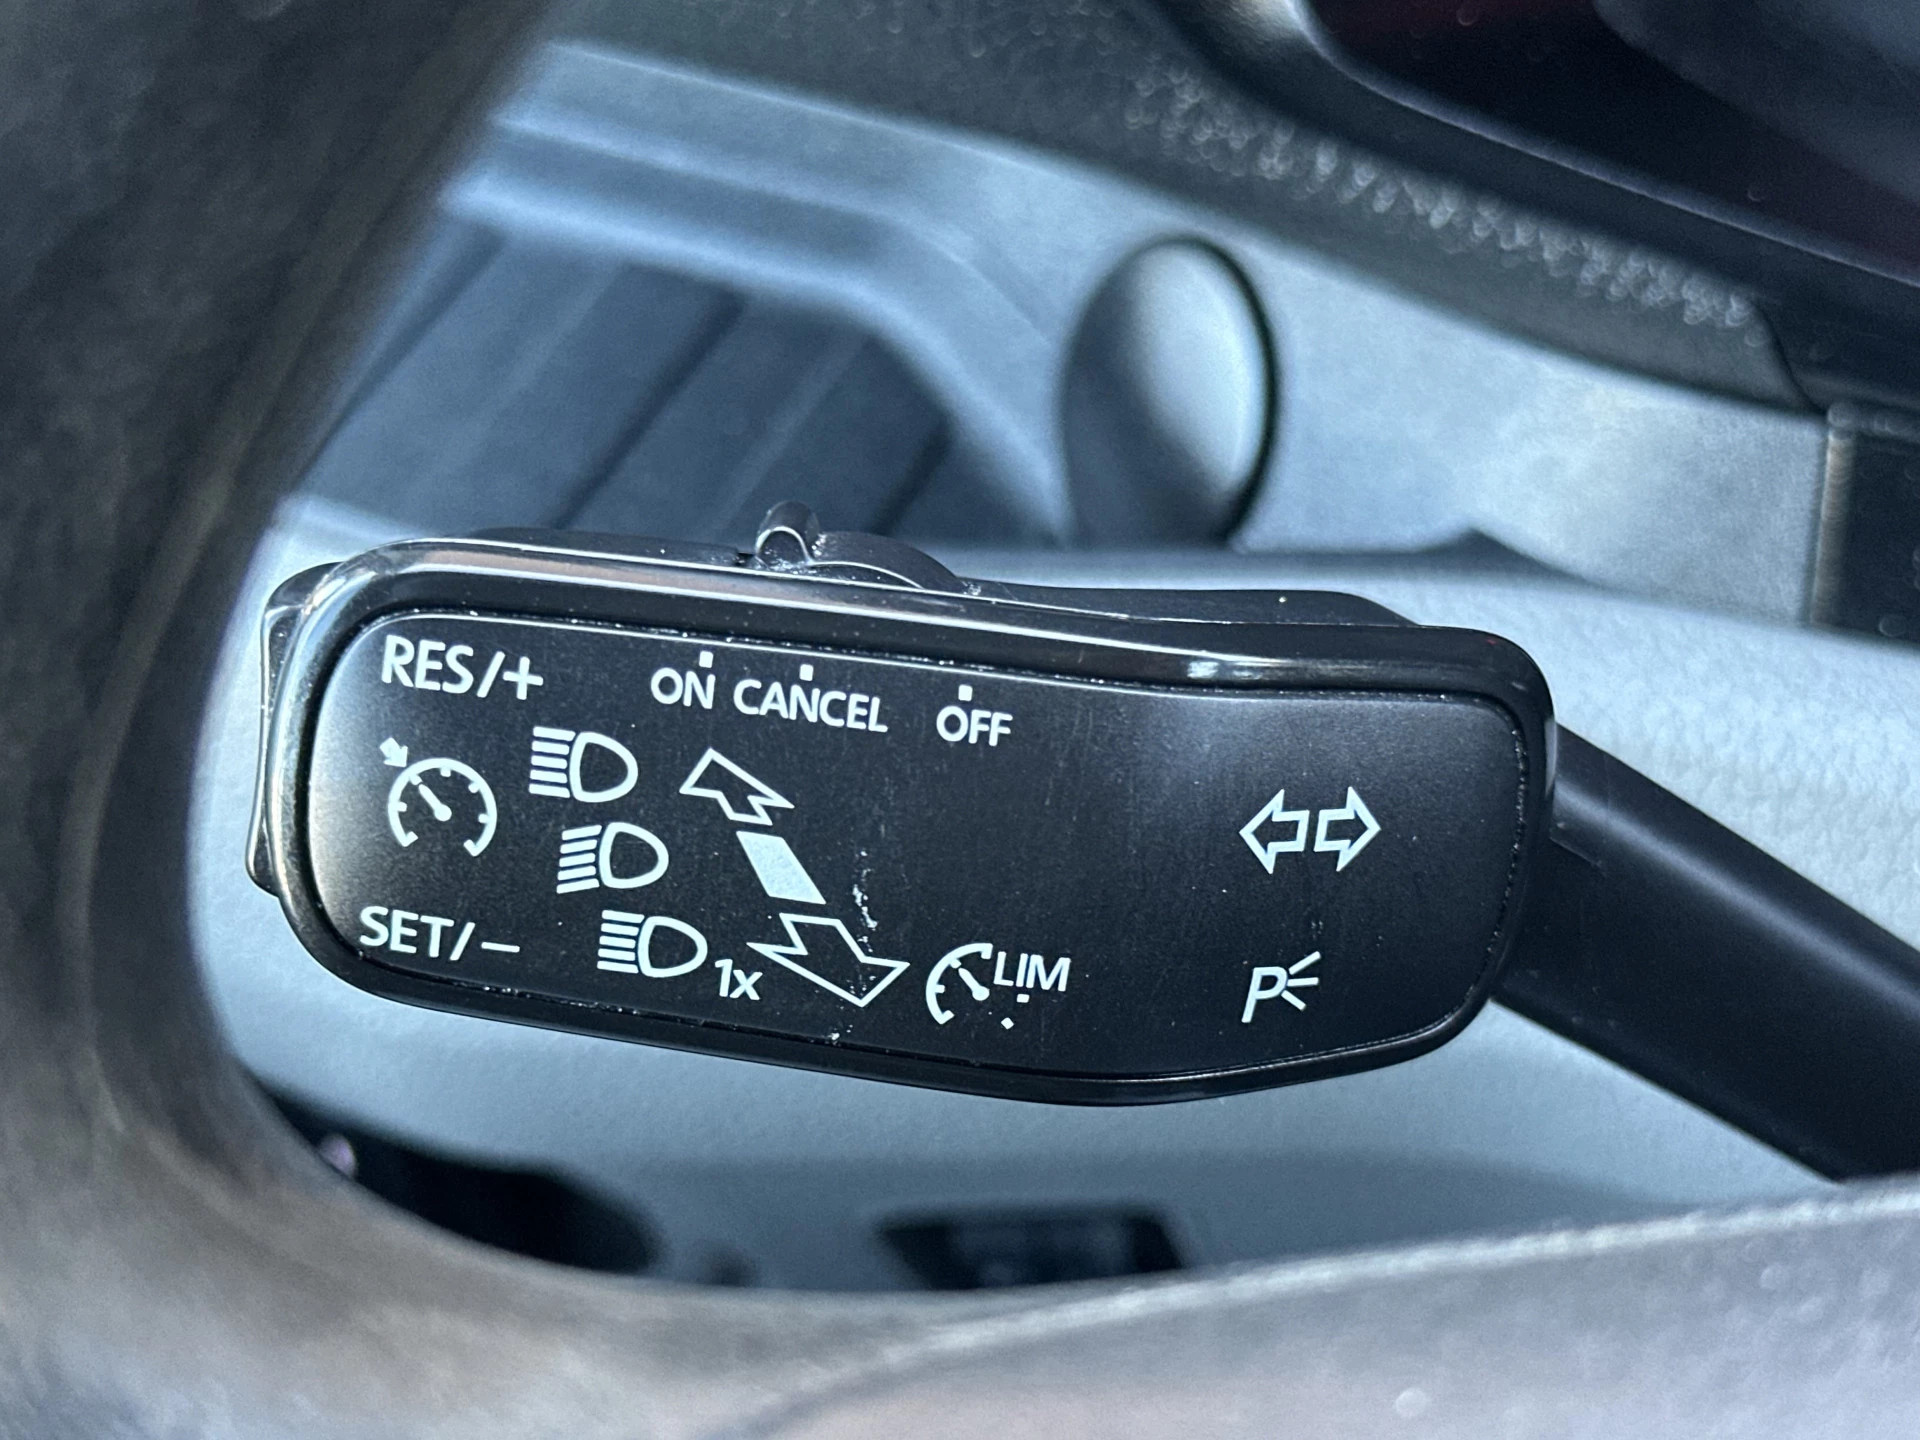 RES/+
ON CANCEL OFF
SET/−
1x
LIM
P